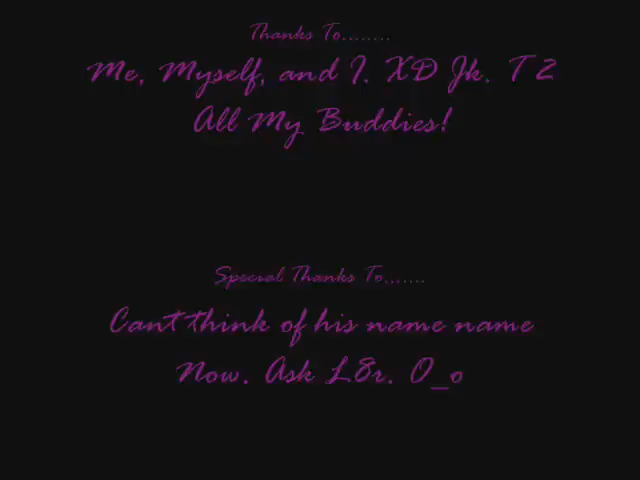 Thanks To........
Me, Myself, and I. XD Jk. T 2
All My Buddies!
Special Thanks To.......
Cant think of his name name
Now. Ask L8r. O_o